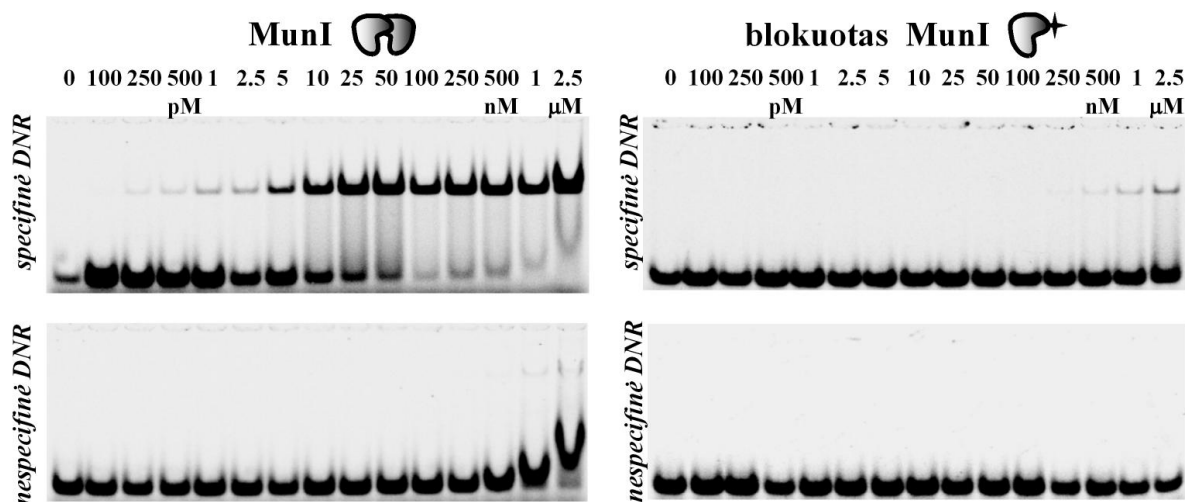 MunI
0 100 250 500 1 2.5 5 10 25 50 100 250 500 1 2.5
pM nM µM
specifinė DNR
nespecifinė DNR
blokuotas MunI
0 100 250 500 1 2.5 5 10 25 50 100 250 500 1 2.5
pM nM µM
specifinė DNR
nespecifinė DNR